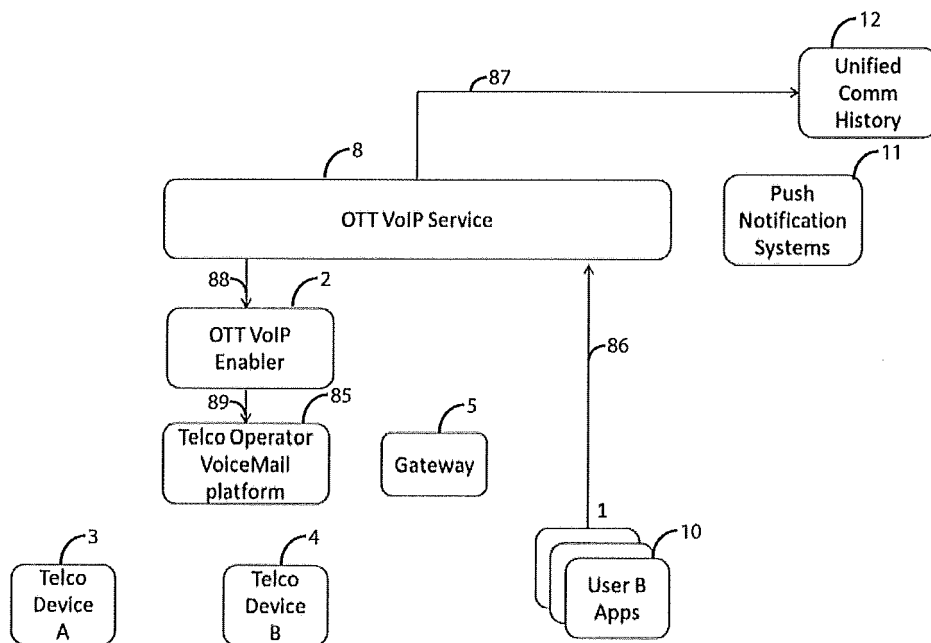 12
Unified
Comm
History
87
11
Push
Notification
Systems
8
OTT VoIP Service
88
2
OTT VoIP
Enabler
86
89
85
Telco Operator
VoiceMail
platform
5
Gateway
3
Telco
Device
A
4
Telco
Device
B
1
10
User B
Apps